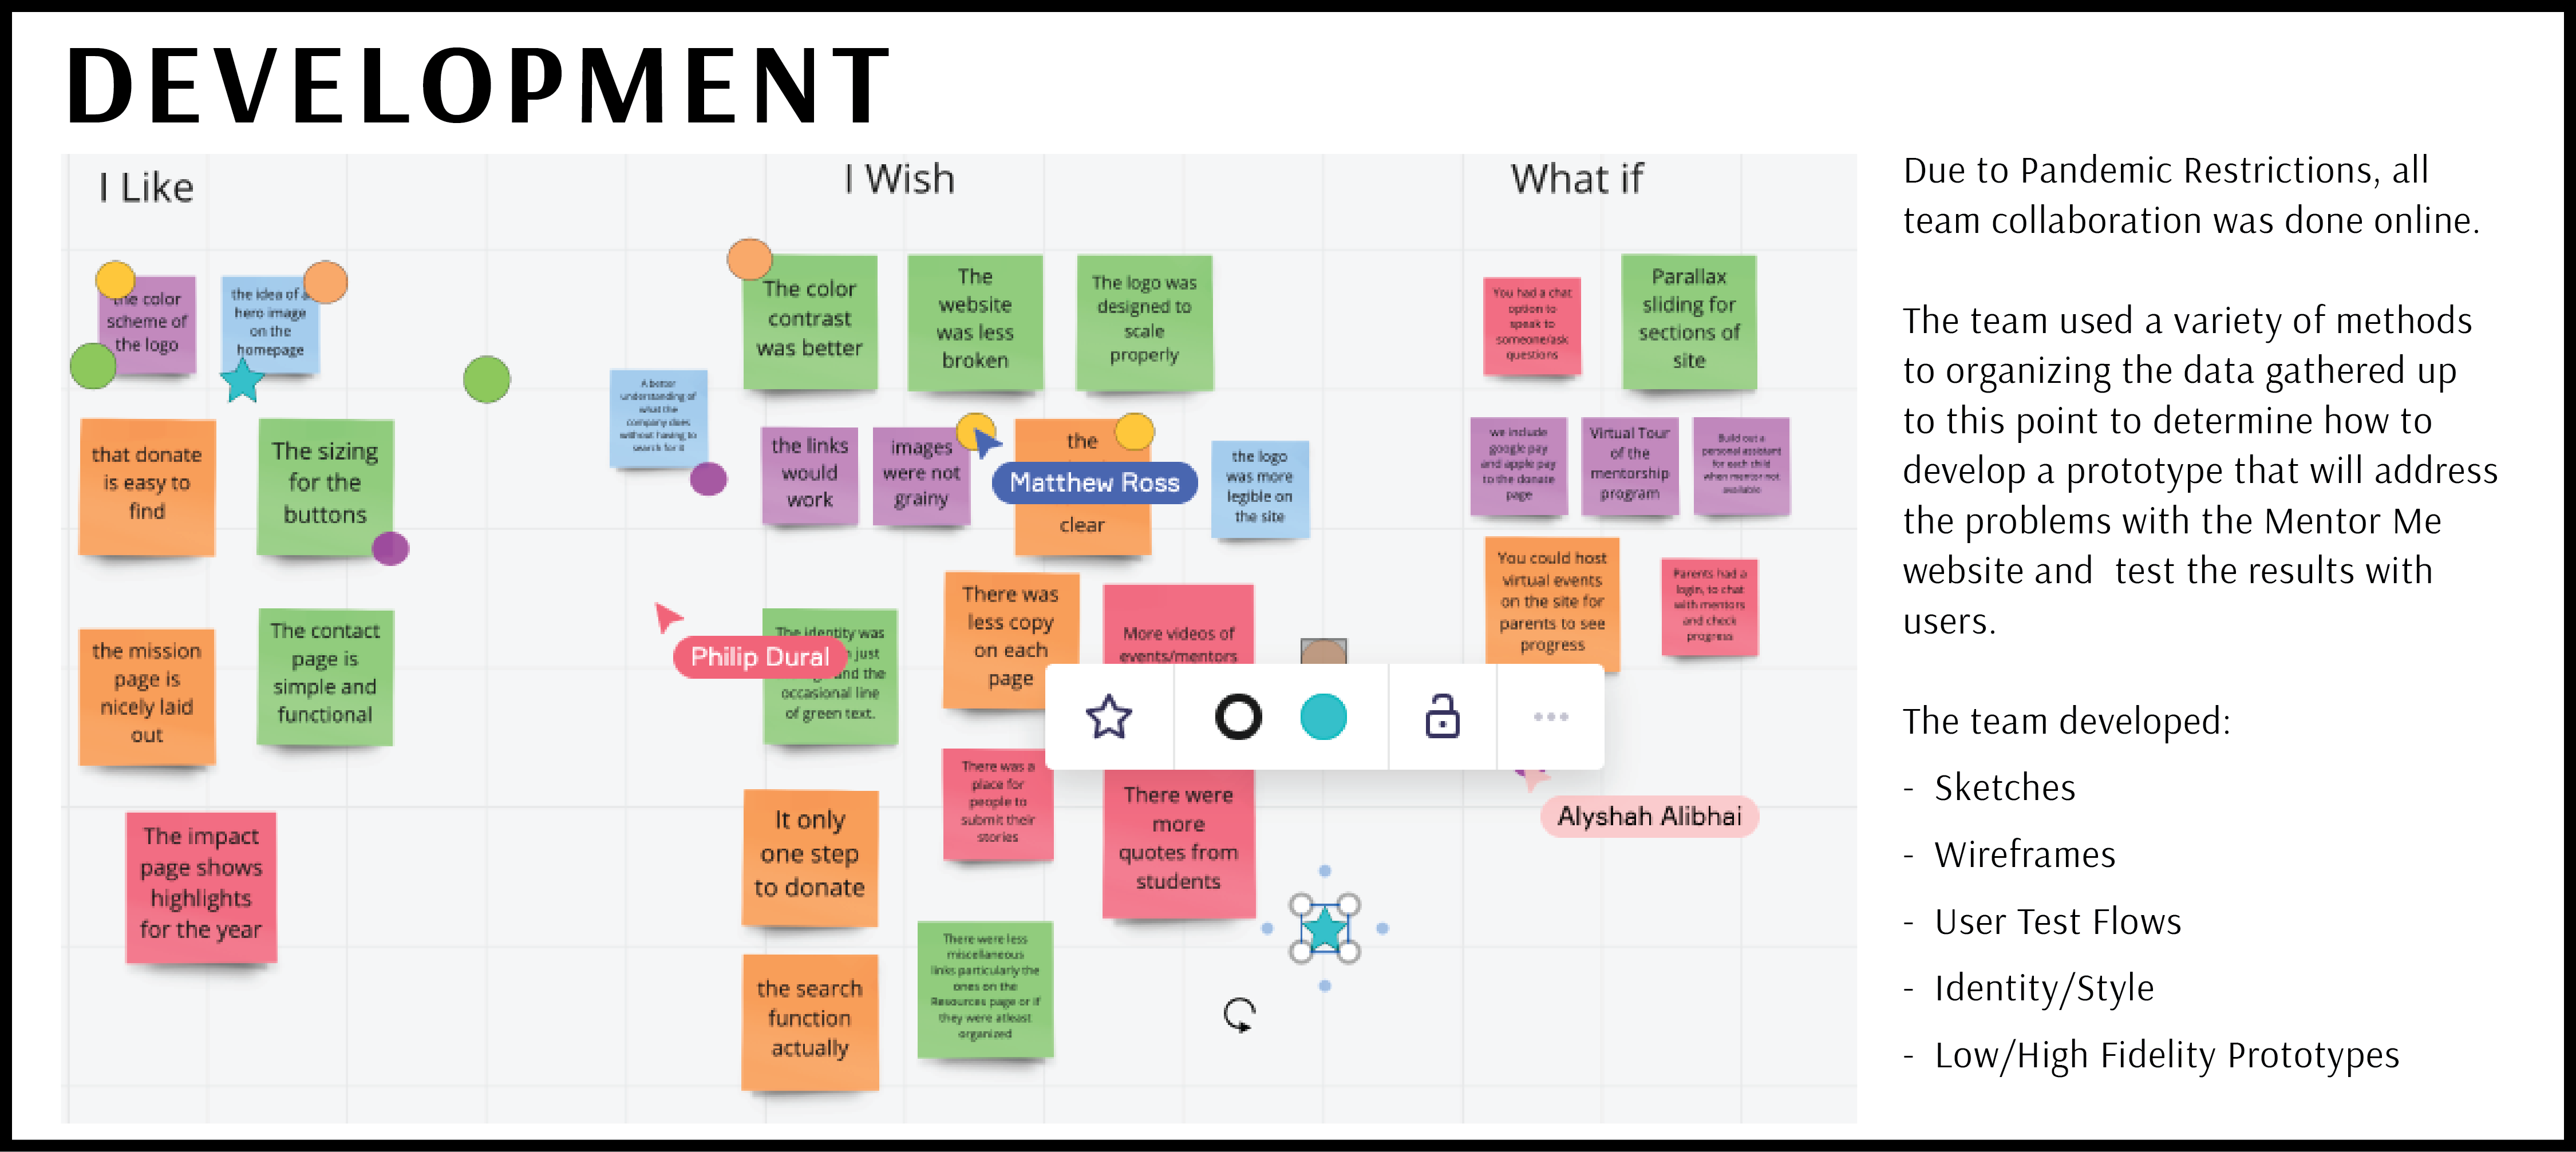 DEVELOPMENT
I Like
the color
scheme of
the logo
the idea of a
hero image
on the
homepage
that donate
is easy to
find
The sizing
for the
buttons
the mission
page is
nicely laid
out
The contact
page is
simple and
functional
The impact
page shows
highlights
for the year
I Wish
A better
understanding of
what the
company does
without having to
search for it
The color
contrast
was better
The
website
was less
broken
The logo was
designed to
scale
properly
the links
would
work
images
were not
grainy
the
clear
Matthew Ross
the logo
was more
legible on
the site
Philip Dural
The identity was
just
and the
occasional line
of green text.
There was
less copy
on each
page
More videos of
events/mentors
It only
one step
to donate
There was a
place for
people to
submit their
stories
There were
more
quotes from
students
the search
function
actually
There were less
miscellaneous
links particularly the
ones on the
Resources page or if
they were atleast
organized
What if
You had a chat
option to
speak to
someone/ask
questions
Parallax
sliding for
sections of
site
we include
google pay
and apple pay
to the donate
page
Virtual Tour
of the
mentorship
program
Build out a
personal assistant
for each child
when mentor not
available
You could host
virtual events
on the site for
parents to see
progress
Parents had a
login, to chat
with mentors
and check
progress
Alyshah Alibhai
Due to Pandemic Restrictions, all
team collaboration was done online.
The team used a variety of methods
to organizing the data gathered up
to this point to determine how to
develop a prototype that will address
the problems with the Mentor Me
website and  test the results with
users.
The team developed:
- Sketches
- Wireframes
- User Test Flows
- Identity/Style
- Low/High Fidelity Prototypes